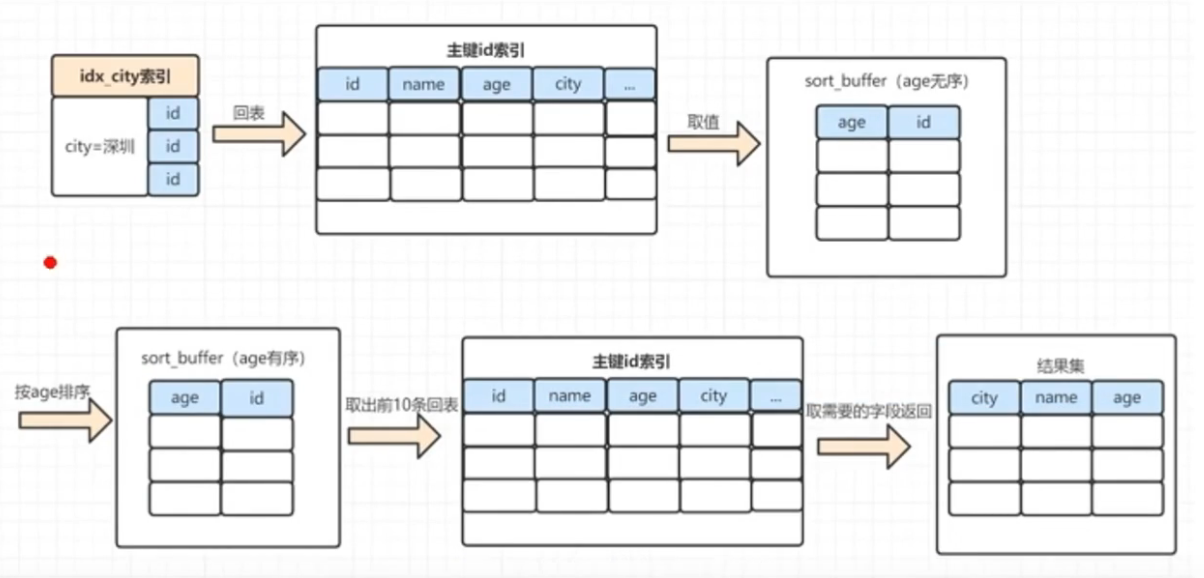 idx_city索引
city=深圳
id
id
id
回表
主键id索引
id name age city ...
取值
sort_buffer（age无序）
age id
按age排序
sort_buffer（age有序）
age id
取出前10条回表
主键id索引
id name age city ...
取需要的字段返回
结果集
city name age